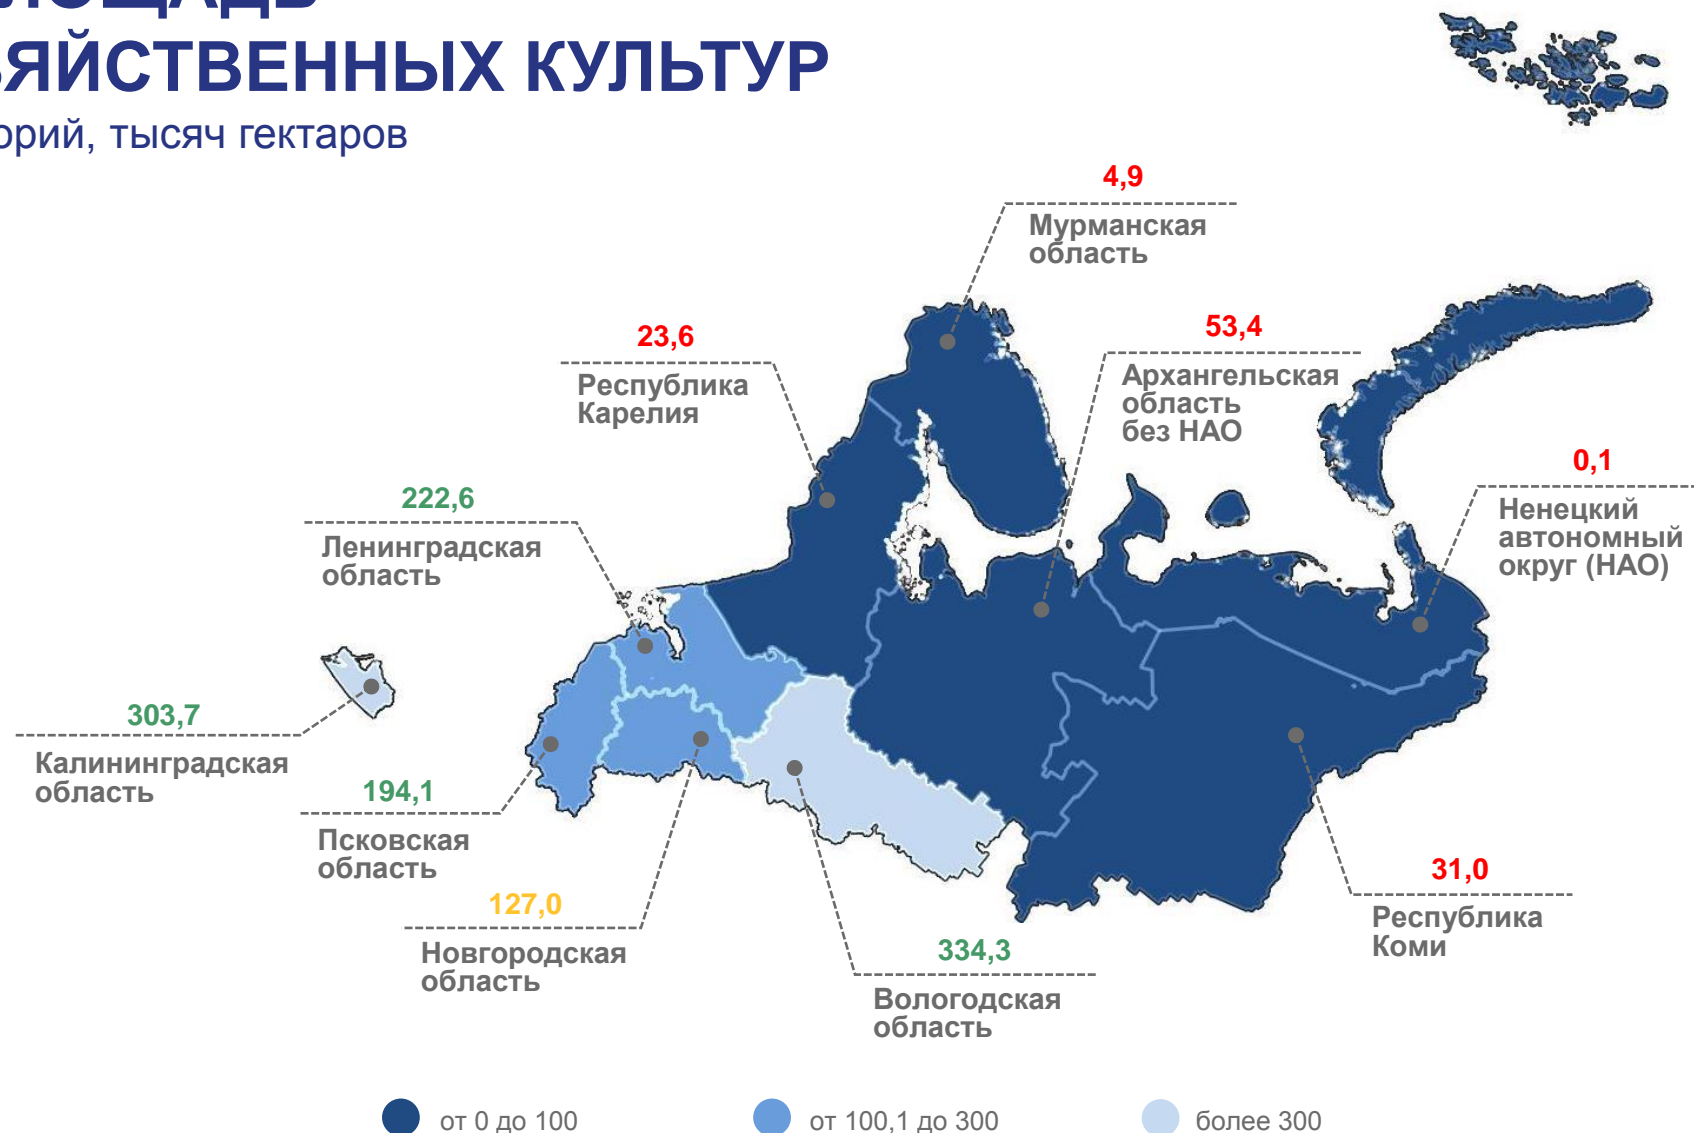 ЛОЩАДЬ
ЗЯЙСТВЕННЫХ КУЛЬТУР
орий, тысяч гектаров
4,9
Мурманская
область
23,6
Республика
Карелия
53,4
Архангельская
область
без НАО
0,1
Ненецкий
автономный
округ (НАО)
222,6
Ленинградская
область
303,7
Калининградская
область
194,1
Псковская
область
127,0
Новгородская
область
334,3
Вологодская
область
31,0
Республика
Коми
от 0 до 100
от 100,1 до 300
более 300